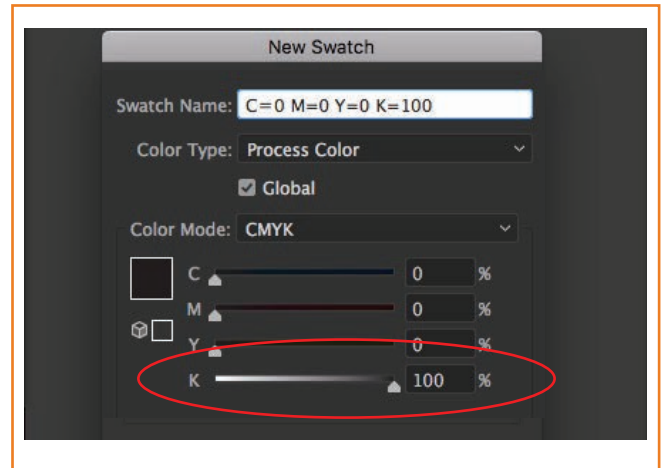 New Swatch
Swatch Name: C=0 M=0 Y=0 K=100
Color Type: Process Color
Global
Color Mode: CMYK
C 0 %
M 0 %
Y 0 %
K 100 %